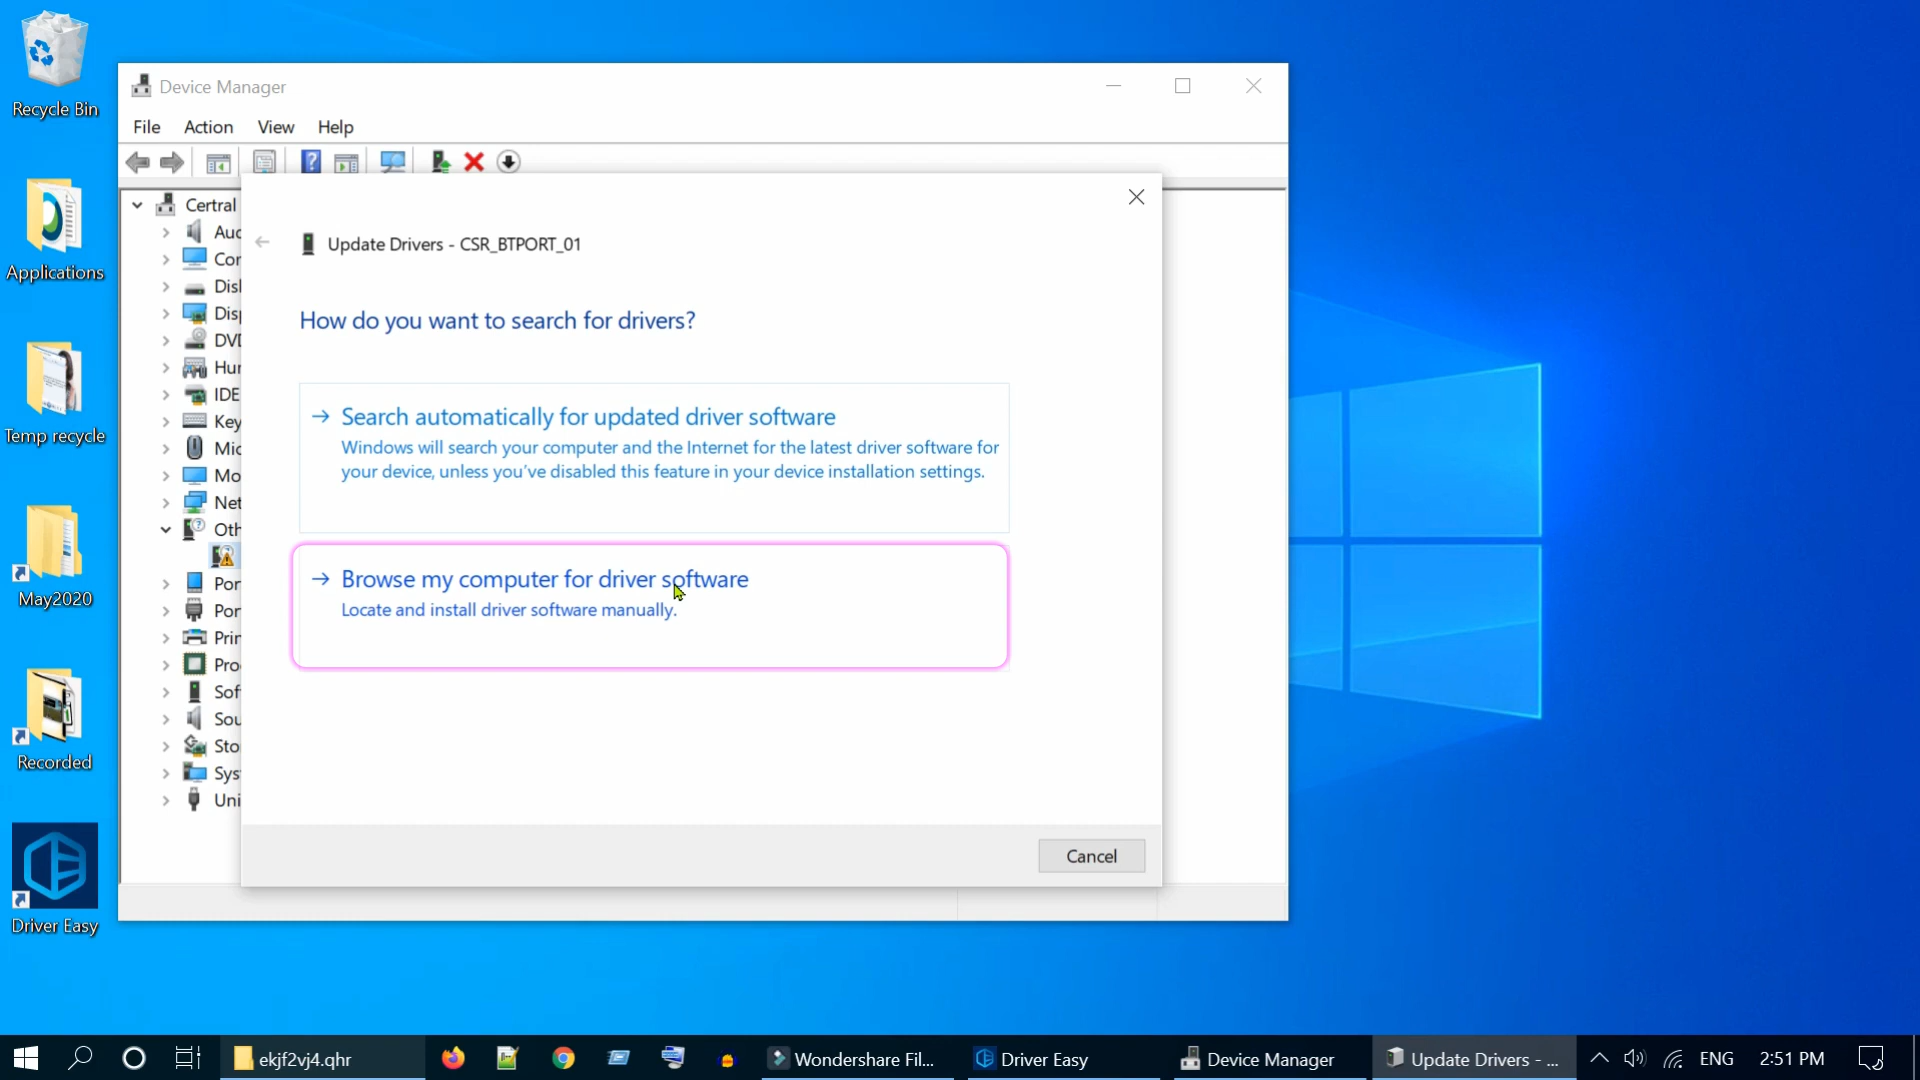 Recycle Bin
Applications
Temp recycle
May2020
Recorded
Driver Easy
Device Manager
File Action View Help
Certral
Auc
Cor
Disl
Disp
DVD
Hur
IDE
Key
Mic
Mo
Net
Oth
Por
Por
Prin
Pro
Sof
Sou
Sto
Sys
Uni
Update Drivers - CSR_BTPORT_01
How do you want to search for drivers?
Search automatically for updated driver software
Windows will search your computer and the Internet for the latest driver software for
your device, unless you've disabled this feature in your device installation settings.
Browse my computer for driver software
Locate and install driver software manually.
Cancel
ekjf2vj4.qhr
Wondershare Fil...
Driver Easy
Device Manager
Update Drivers - ...
ENG
2:51 PM